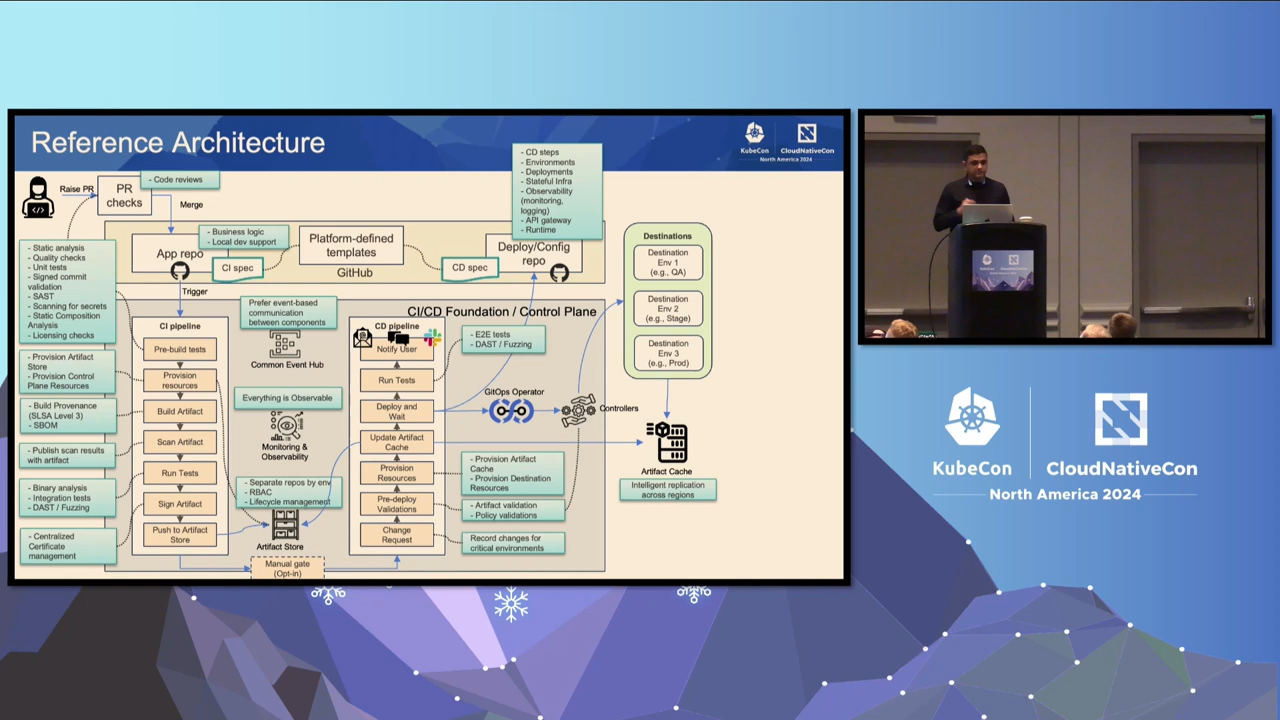 Reference Architecture
KubeCon
CloudNativeCon
North America 2024
Raise PR
PR
checks
- Code reviews
Merge
- CD steps
- Environments
- Deployments
- Stateful Infra
- Observability
(monitoring,
logging)
- API gateway
- Runtime
- Business logic
- Local dev support
App repo
CI spec
Platform-defined
templates
GitHub
CD spec
Deploy/Config
repo
Trigger
- Static analysis
- Quality checks
- Unit tests
- Signed commit
validation
- SAST
- Scanning for secrets
- Static Composition
Analysis
- Licensing checks
- Provision Artifact
Store
- Provision Control
Plane Resources
- Build Provenance
(SLSA Level 3)
- SBOM
- Publish scan results
with artifact
- Binary analysis
- Integration tests
- DAST / Fuzzing
- Centralized
Certificate
management
CI/CD Foundation / Control Plane
CI pipeline
Pre-build tests
Provision
resources
Build Artifact
Scan Artifact
Run Tests
Sign Artifact
Push to Artifact
Store
Prefer event-based
communication
between components
Common Event Hub
Everything is Observable
Monitoring &
Observability
- Separate repos by env
- RBAC
- Lifecycle management
Artifact Store
Manual gate
(Opt-in)
CD pipeline
Notify User
Run Tests
Deploy and
Wait
Update Artifact
Cache
Provision
Resources
Pre-deploy
Validations
Change
Request
- E2E tests
- DAST / Fuzzing
GitOps Operator
Controllers
- Provision Artifact
Cache
- Provision Destination
Resources
- Artifact validation
- Policy validations
Record changes for
critical environments
Destinations
Destination
Env 1
(e.g., QA)
Destination
Env 2
(e.g., Stage)
Destination
Env 3
(e.g., Prod)
Artifact Cache
Intelligent replication
across regions
KubeCon
CloudNativeCon
North America 2024